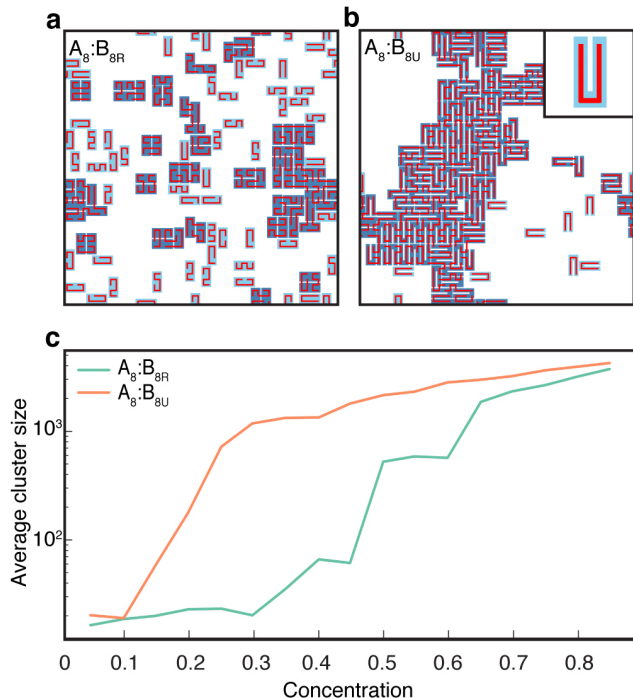 a
b
A₈:B₈R
A₈:B₈U
c
A₈:B₈R
A₈:B₈U
10³
10²
Average cluster size
0 0.1 0.2 0.3 0.4 0.5 0.6 0.7 0.8
Concentration